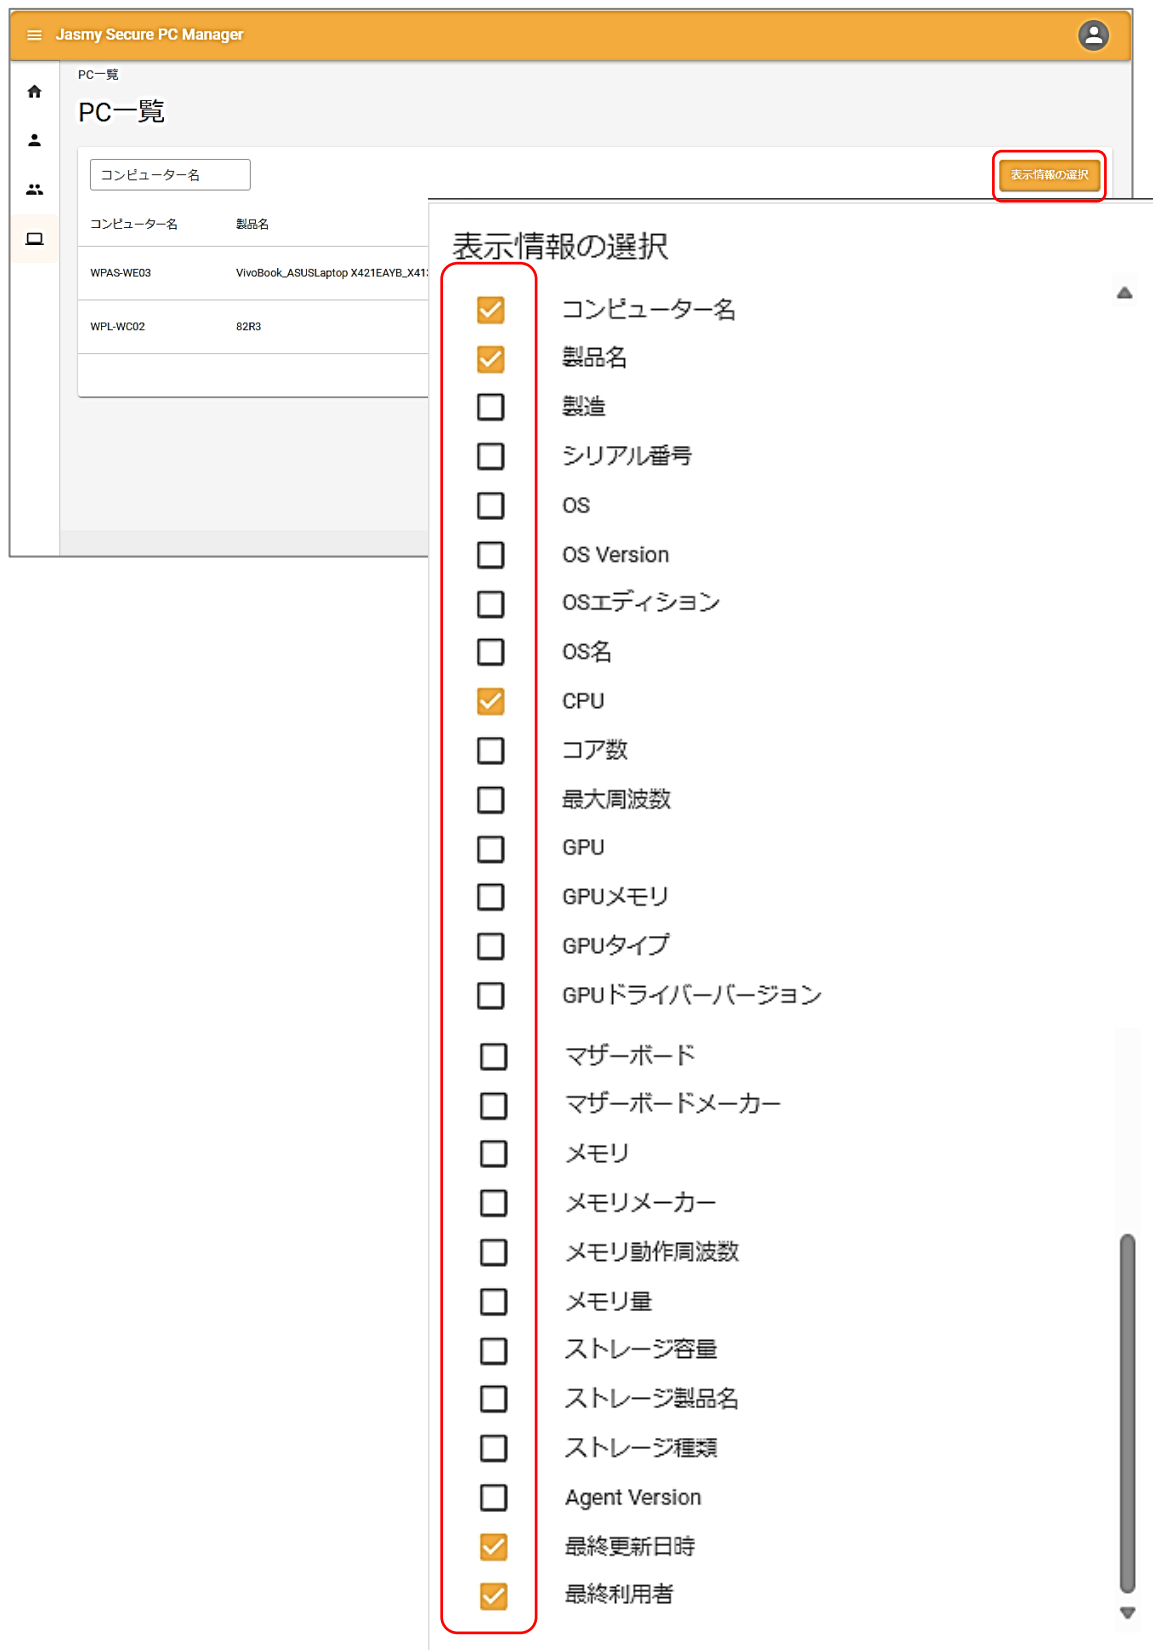 Jasmy Secure PC Manager
PC一覧
PC一覧
コンピューター名
表示情報の選択
コンピューター名 製品名
WPAS-WE03 VivoBook_ASUSLaptop X421EAYB_X41
WPL-WC02 82R3
表示情報の選択
コンピューター名
製品名
製造
シリアル番号
OS
OS Version
OSエディション
OS名
CPU
コア数
最大周波数
GPU
GPUメモリ
GPUタイプ
GPUドライバーバージョン
マザーボード
マザーボードメーカー
メモリ
メモリメーカー
メモリ動作周波数
メモリ量
ストレージ容量
ストレージ製品名
ストレージ種類
Agent Version
最終更新日時
最終利用者